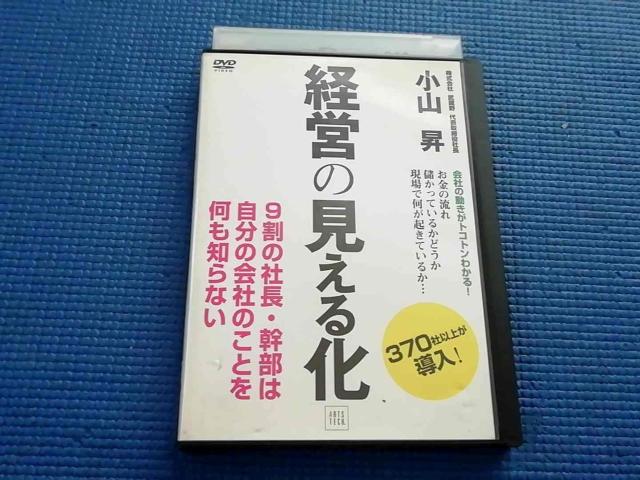 DVD
VIDEO
株式会社 武蔵野 代表取締役社長
小山 昇
会社の動きがトコトンわかる!
お金の流れ
儲かっているかどうか
現場で何が起きているか…
経営の見える化
9割の社長・幹部は
自分の会社のことを
何も知らない
370社以上が
導入!
ARTS
TECH